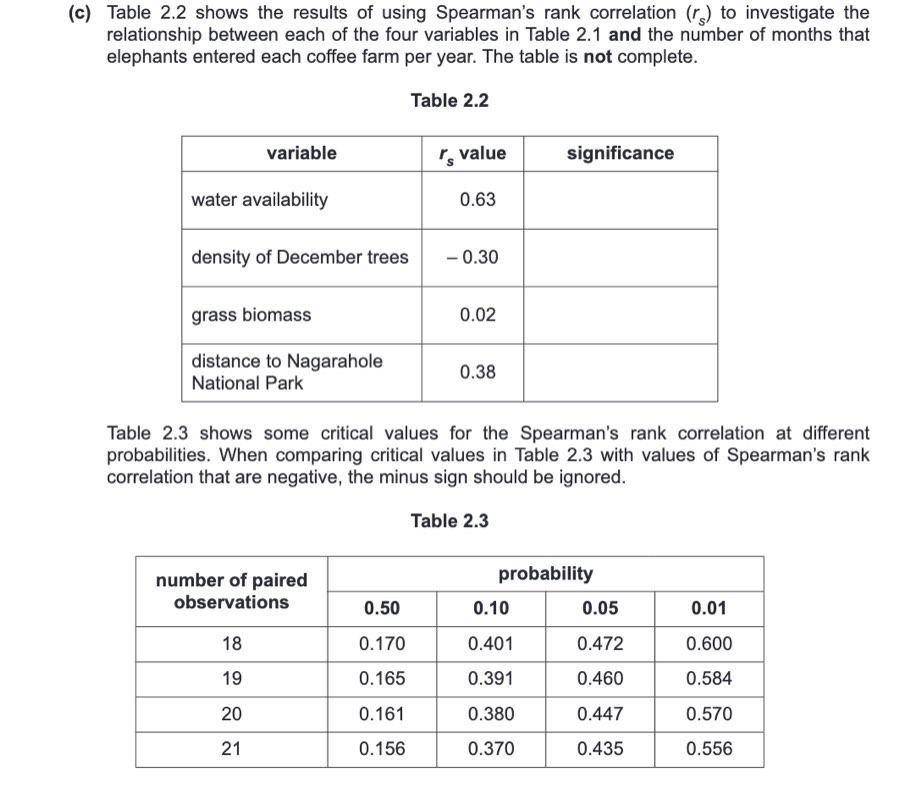 (c) Table 2.2 shows the results of using Spearman's rank correlation (rs) to investigate the
relationship between each of the four variables in Table 2.1 and the number of months that
elephants entered each coffee farm per year. The table is not complete.
Table 2.2
variable rs value significance
water availability 0.63
density of December trees – 0.30
grass biomass 0.02
distance to Nagarahole
National Park 0.38
Table 2.3 shows some critical values for the Spearman's rank correlation at different
probabilities. When comparing critical values in Table 2.3 with values of Spearman's rank
correlation that are negative, the minus sign should be ignored.
Table 2.3
number of paired
observations probability
0.50 0.10 0.05 0.01
18 0.170 0.401 0.472 0.600
19 0.165 0.391 0.460 0.584
20 0.161 0.380 0.447 0.570
21 0.156 0.370 0.435 0.556